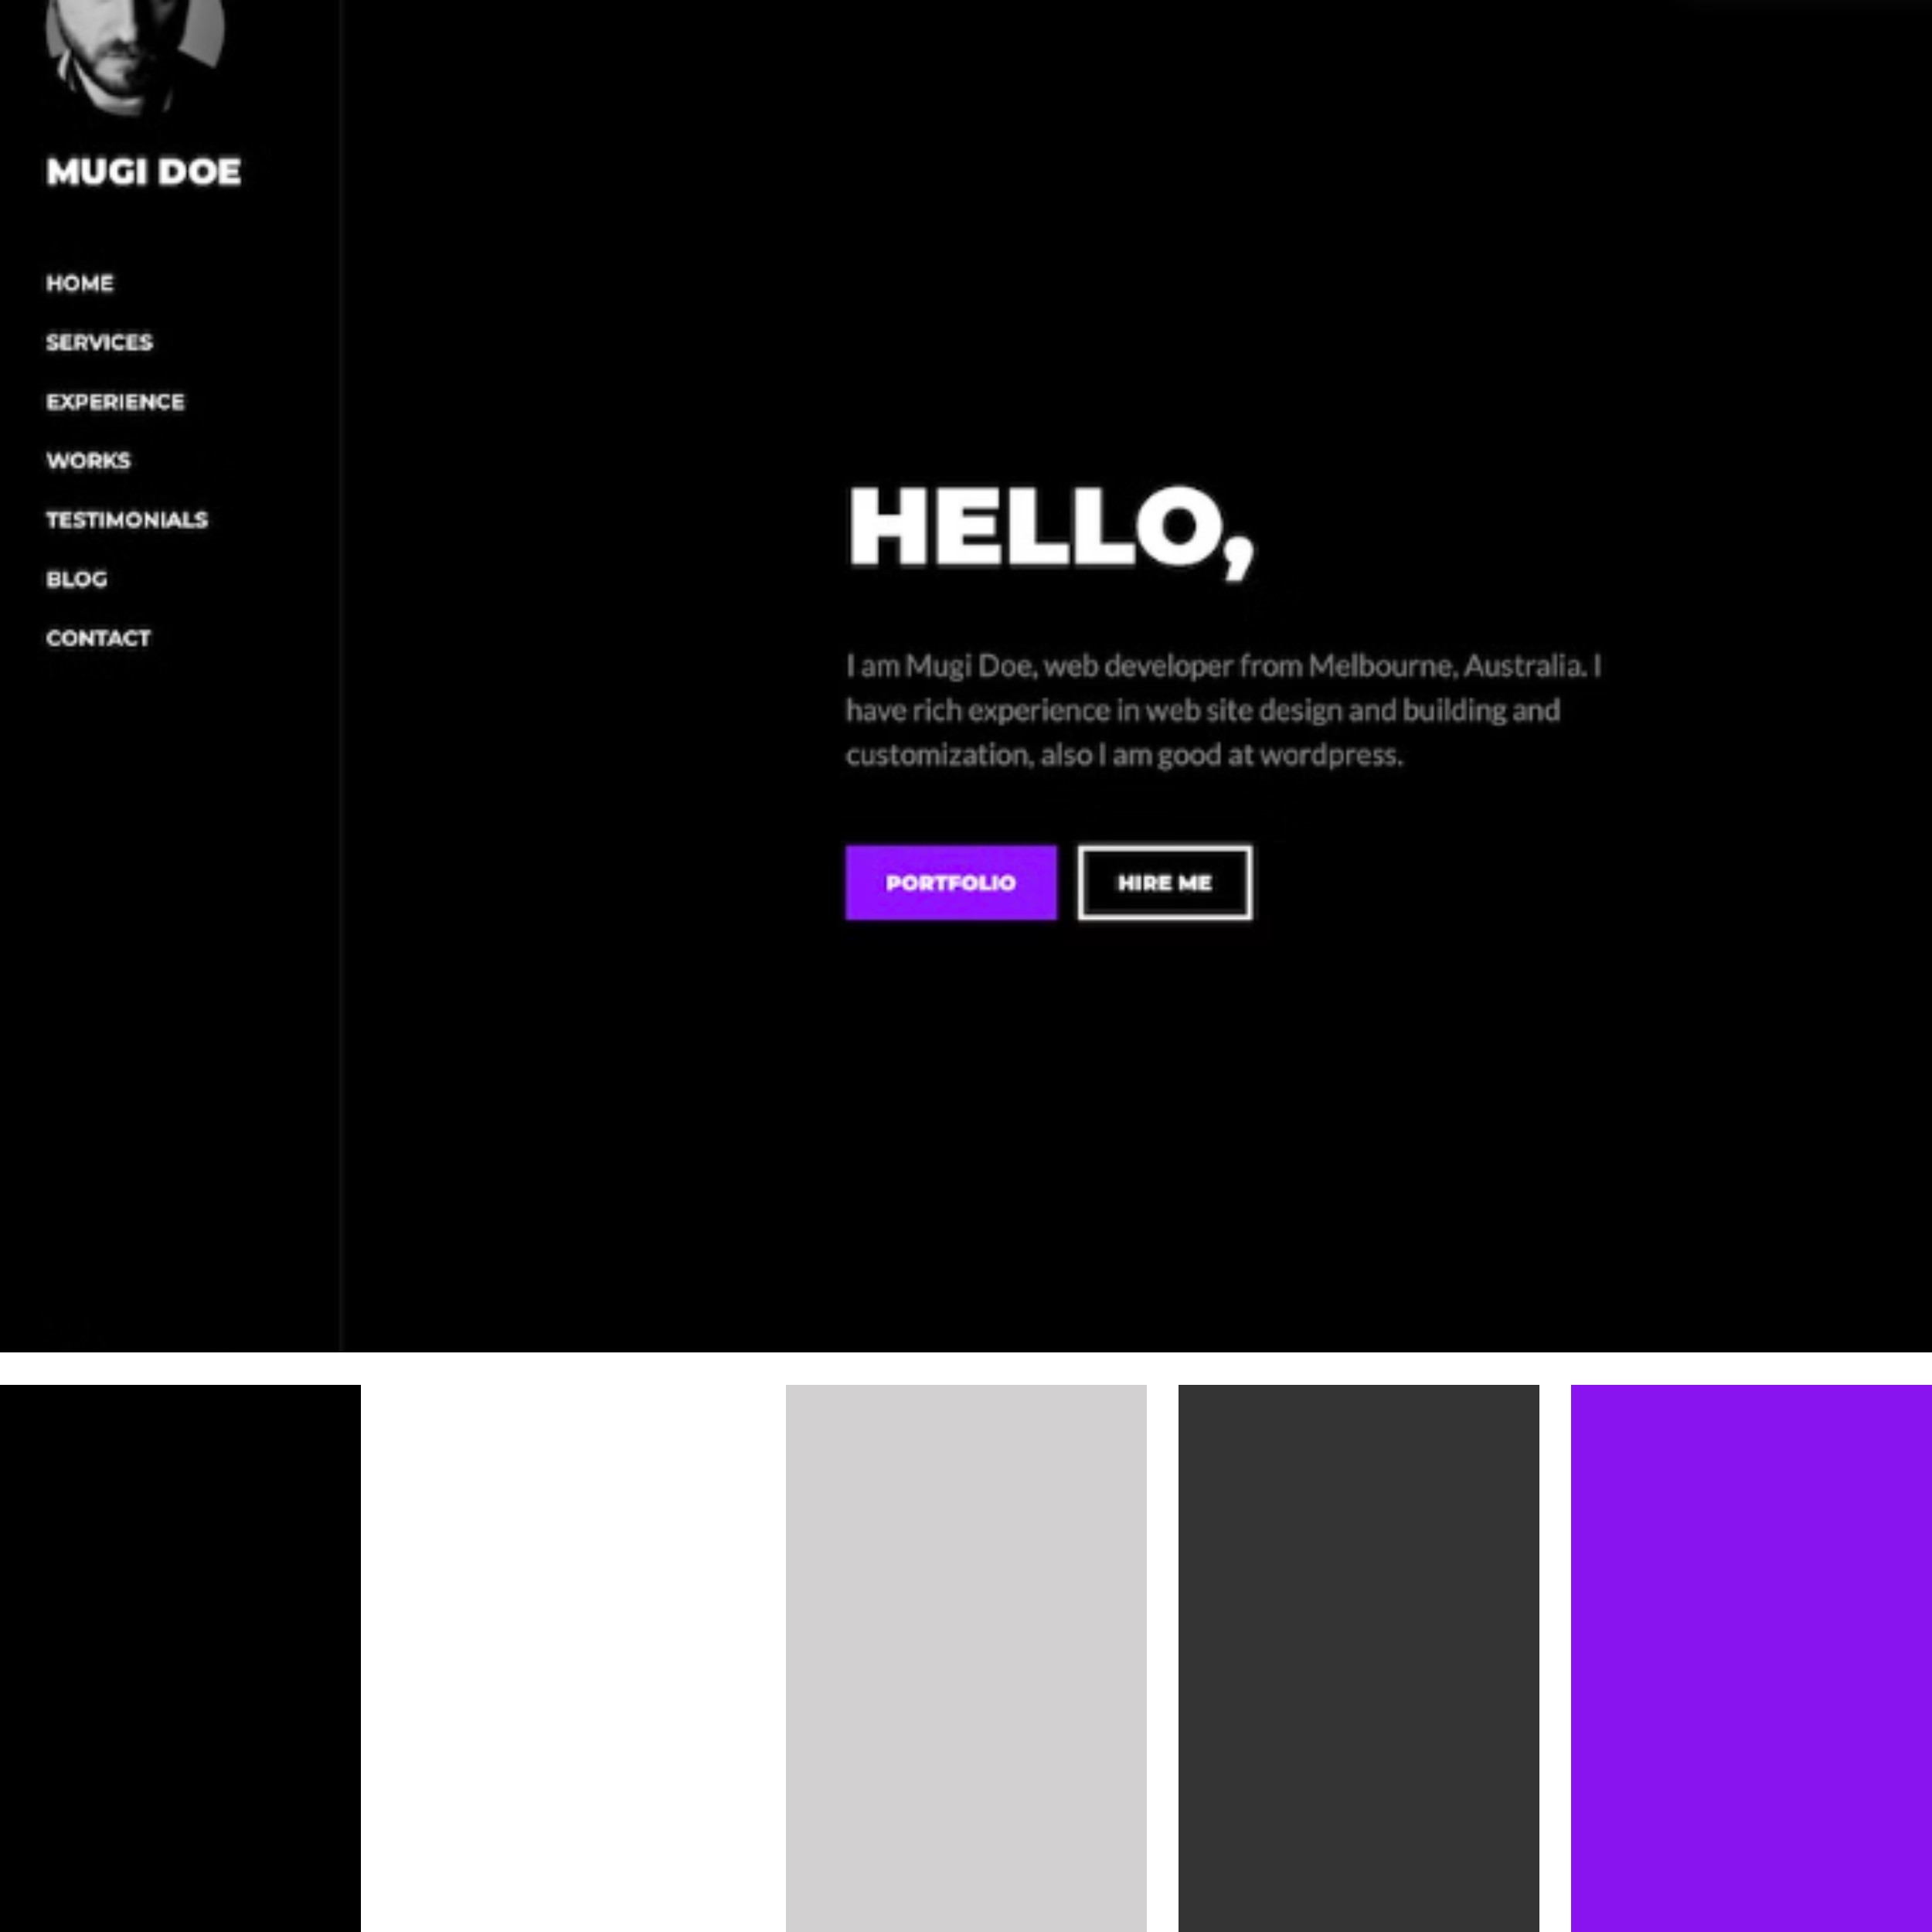 MUGI DOE
HOME
SERVICES
EXPERIENCE
WORKS
TESTIMONIALS
BLOG
CONTACT
HELLO,
I am Mugi Doe, web developer from Melbourne, Australia. I
have rich experience in web site design and building and
customization, also I am good at wordpress.
PORTFOLIO
HIRE ME